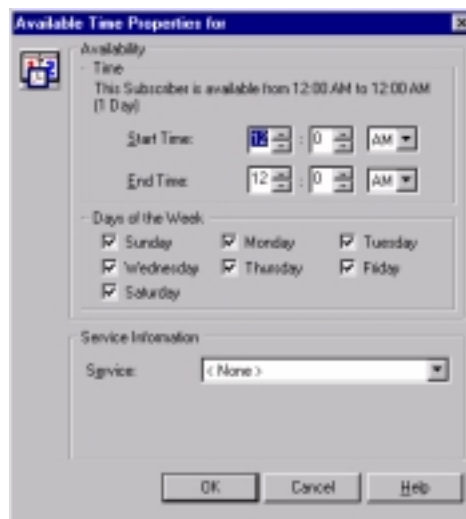 Available Time Properties for
Availability
Time
This Subscriber is available from 12:00 AM to 12:00 AM
(1 Day)
Start Time: 12 : 0 AM
End Time: 12 : 0 AM
Days of the Week
Sunday Monday Tuesday
Wednesday Thursday Friday
Saturday
Service Information
Service: < None >
OK Cancel Help